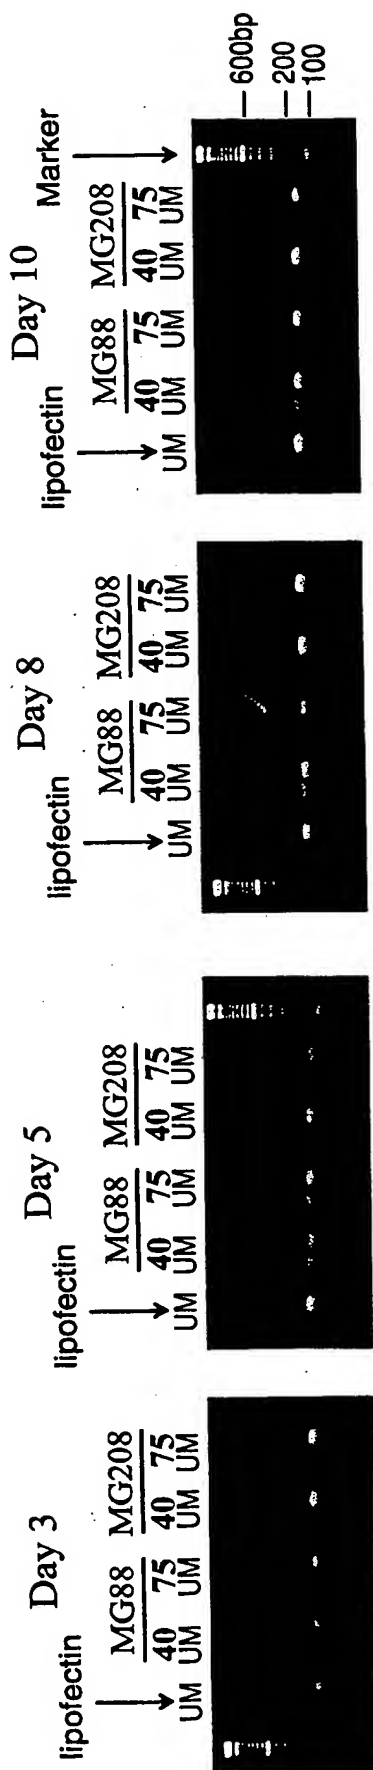 Day 3
lipofectin
MG88 MG208
40 75 40 75
UM UM UM UM UM
Day 5
lipofectin
MG88 MG208
40 75 40 75
UM UM UM UM UM
Day 8
lipofectin
MG88 MG208
40 75 40 75
UM UM UM UM UM
Day 10
lipofectin Marker
MG88 MG208
40 75 40 75
UM UM UM UM UM
600bp
200
100